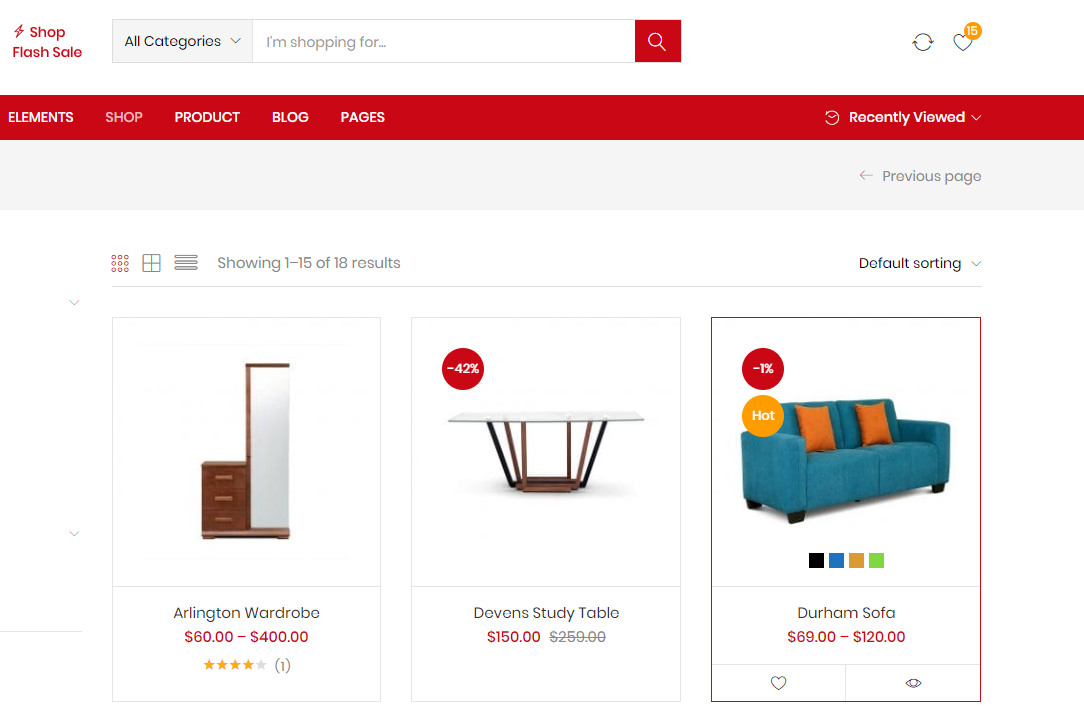 Shop
Flash Sale
All Categories
I'm shopping for...
15
ELEMENTS SHOP PRODUCT BLOG PAGES
Recently Viewed
Previous page
Showing 1–15 of 18 results
Default sorting
-42%
-1%
Hot
Arlington Wardrobe
$60.00 – $400.00
(1)
Devens Study Table
$150.00 $259.00
Durham Sofa
$69.00 – $120.00